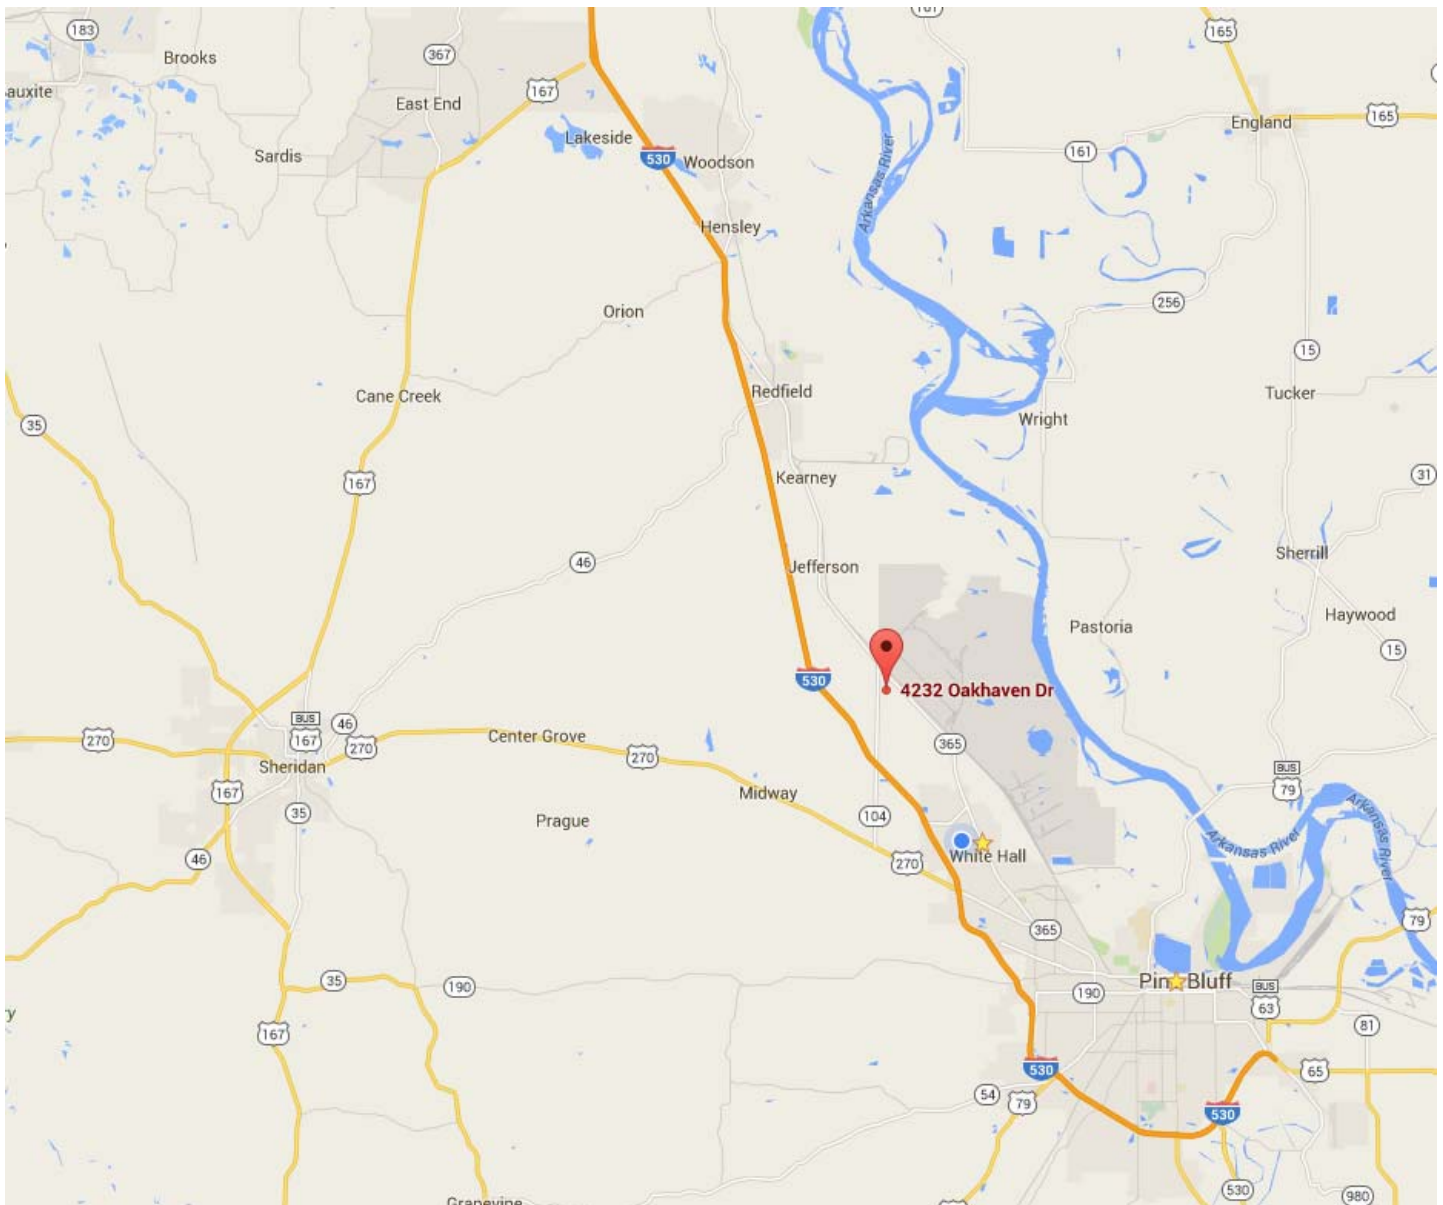 183
Brooks
367
161
165
auxite
East End
167
165
England
Lakeside
Sardis
530
Woodson
161
Arkansas River
Hensley
256
Orion
15
Redfield
Tucker
Cane Creek
35
Wright
167
Kearney
31
Sherrill
46
Jefferson
Haywood
Pastoria
15
530
4232 Oakhaven Dr
BUS
167
46
270
270
Center Grove
270
365
Sheridan
BUS
79
167
Midway
35
104
Prague
Arkansas River
Arkansas River
46
White Hall
270
79
365
35
190
Pine Bluff
BUS
63
190
ry
167
81
530
65
54
79
530
530
980
Grapevine